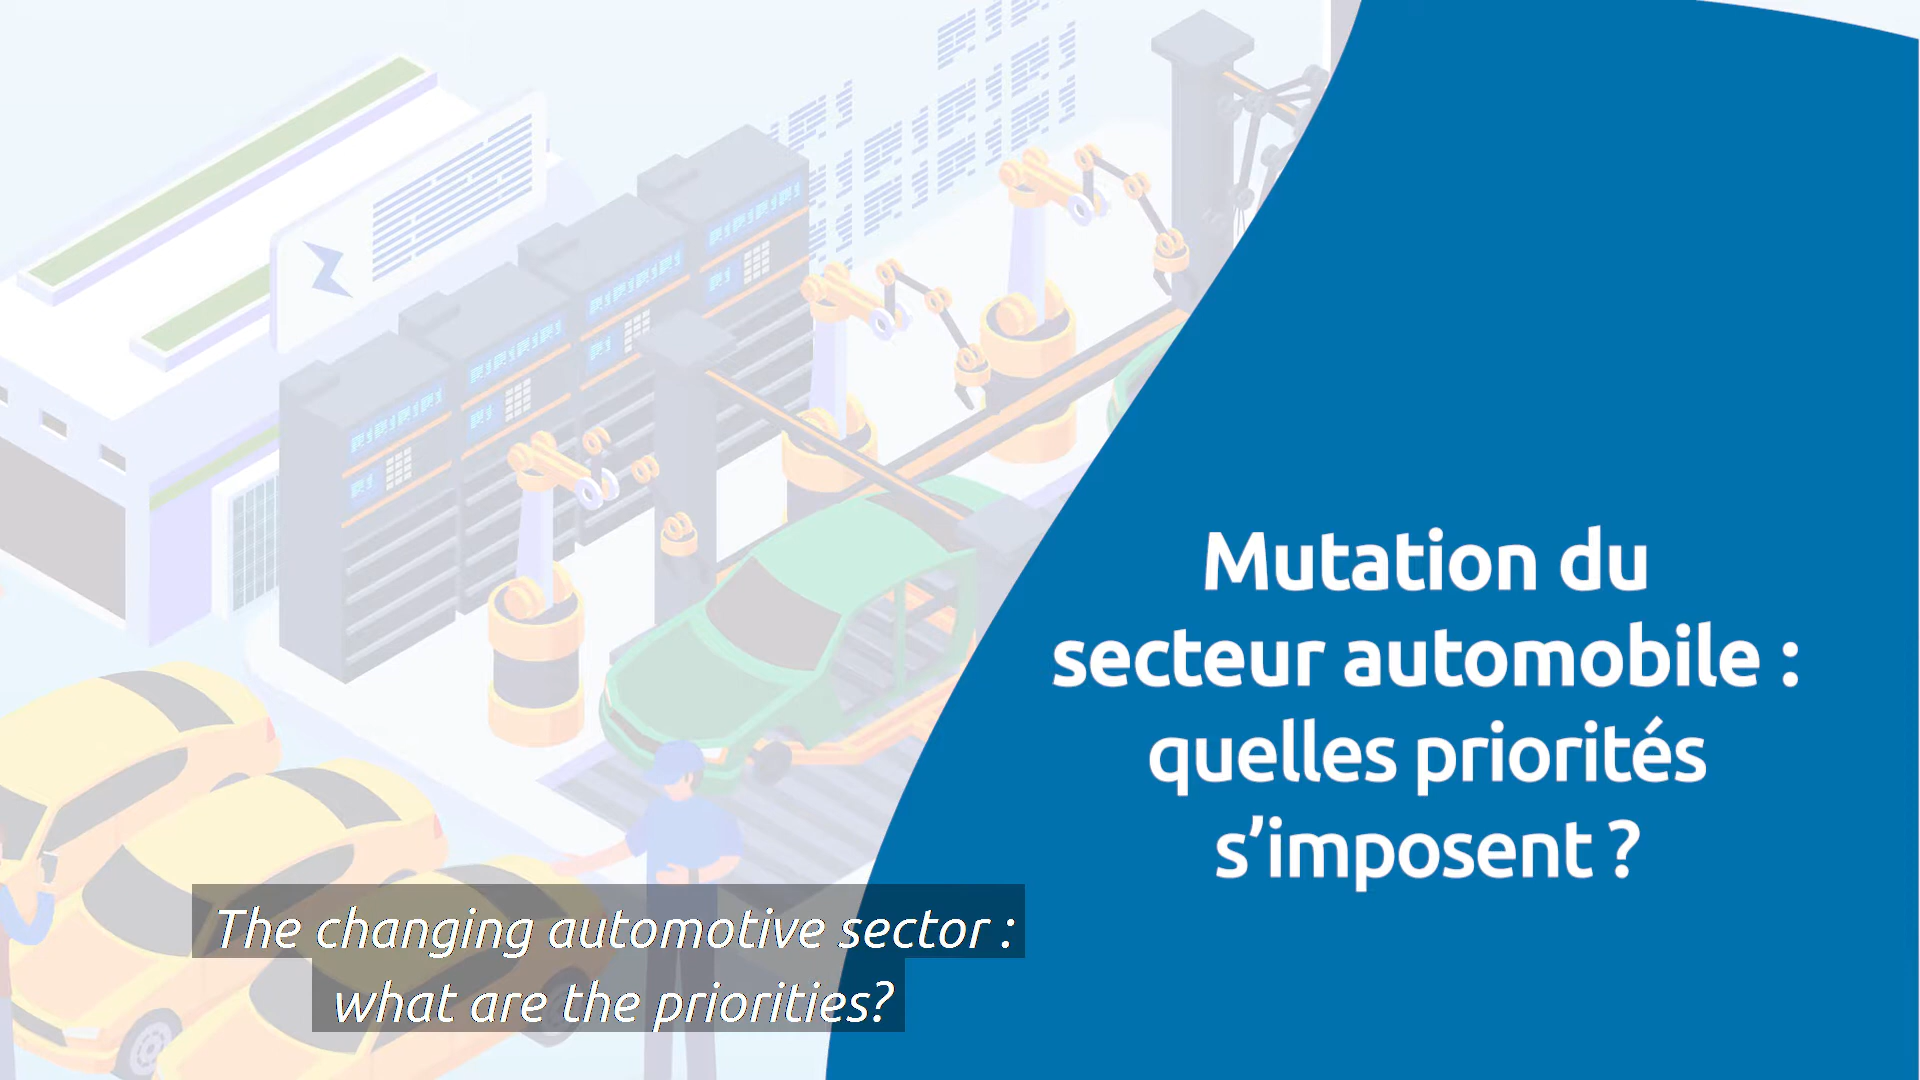 Mutation du
secteur automobile :
quelles priorités
s’imposent ?
The changing automotive sector :
what are the priorities?